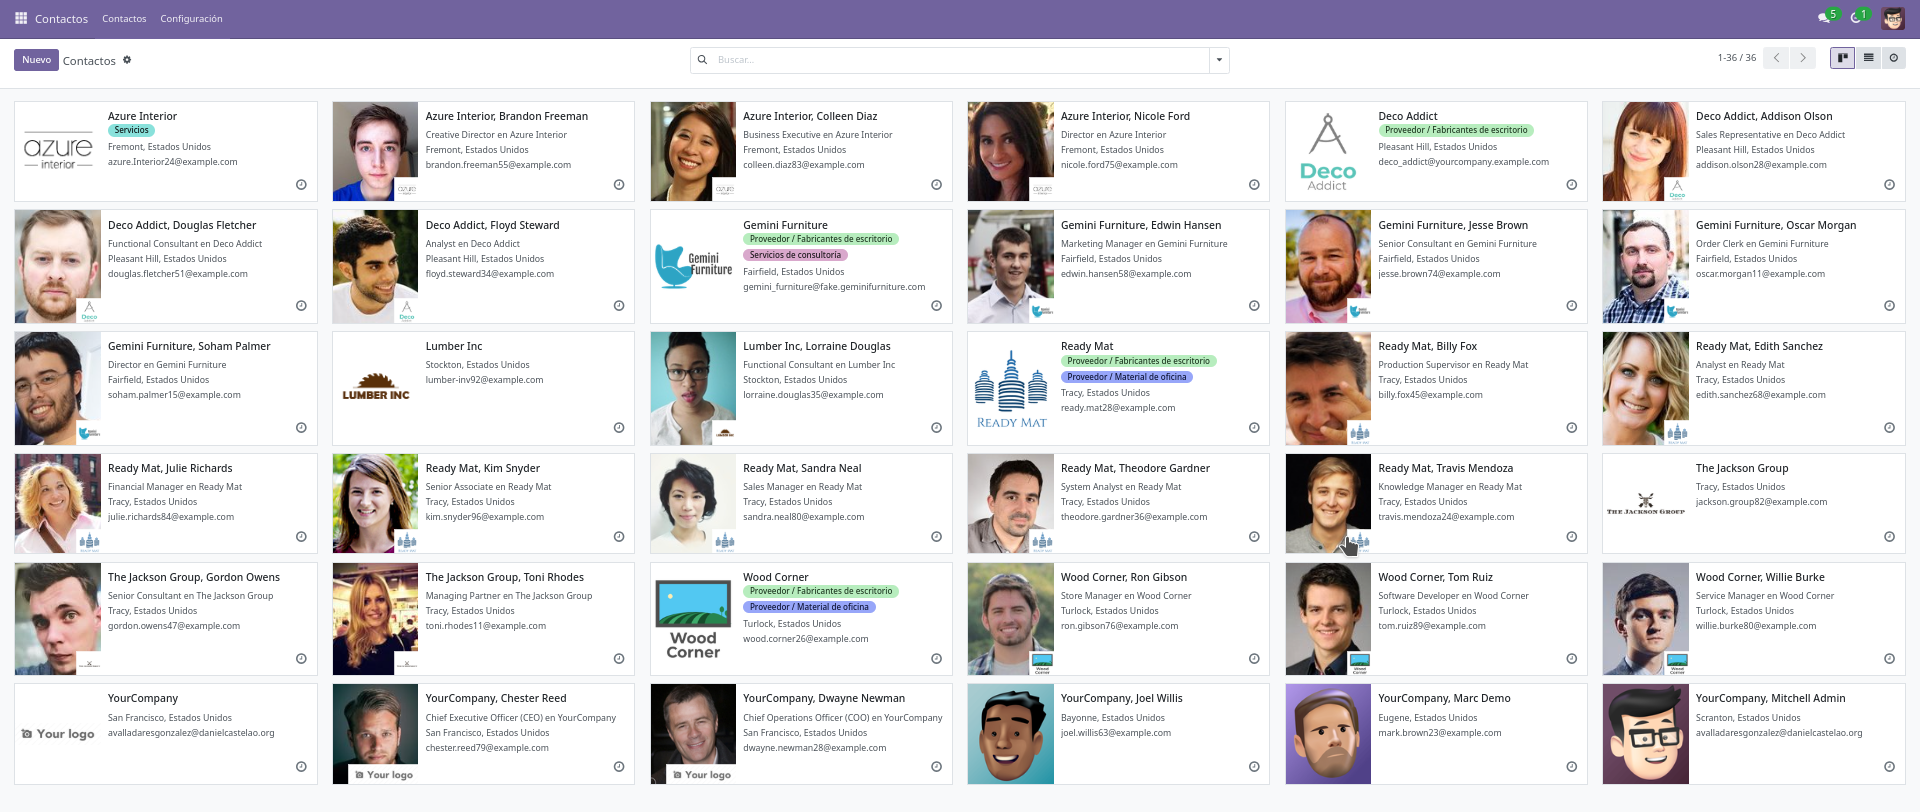 Contactos Contactos Configuración 5 1
Nuevo Contactos Buscar... 1-36 / 36
azure interior
Azure Interior
Servicios
Fremont, Estados Unidos
azure.Interior24@example.com
Azure Interior, Brandon Freeman
Creative Director en Azure Interior
Fremont, Estados Unidos
brandon.freeman55@example.com
Azure Interior, Colleen Diaz
Business Executive en Azure Interior
Fremont, Estados Unidos
colleen.diaz83@example.com
Azure Interior, Nicole Ford
Director en Azure Interior
Fremont, Estados Unidos
nicole.ford75@example.com
Deco Addict
Deco Addict
Proveedor / Fabricantes de escritorio
Pleasant Hill, Estados Unidos
deco_addict@yourcompany.example.com
Deco Addict, Addison Olson
Sales Representative en Deco Addict
Pleasant Hill, Estados Unidos
addison.olson28@example.com
Deco Addict, Douglas Fletcher
Functional Consultant en Deco Addict
Pleasant Hill, Estados Unidos
douglas.fletcher51@example.com
Deco Addict, Floyd Steward
Analyst en Deco Addict
Pleasant Hill, Estados Unidos
floyd.steward34@example.com
Gemini Furniture
Gemini Furniture
Proveedor / Fabricantes de escritorio
Servicios de consultoría
Fairfield, Estados Unidos
gemini_furniture@fake.geminifurniture.com
Gemini Furniture, Edwin Hansen
Marketing Manager en Gemini Furniture
Fairfield, Estados Unidos
edwin.hansen58@example.com
Gemini Furniture, Jesse Brown
Senior Consultant en Gemini Furniture
Fairfield, Estados Unidos
jesse.brown74@example.com
Gemini Furniture, Oscar Morgan
Order Clerk en Gemini Furniture
Fairfield, Estados Unidos
oscar.morgan11@example.com
Gemini Furniture, Soham Palmer
Director en Gemini Furniture
Fairfield, Estados Unidos
soham.palmer15@example.com
LUMBER INC
Lumber Inc
Stockton, Estados Unidos
lumber-inv92@example.com
Lumber Inc, Lorraine Douglas
Functional Consultant en Lumber Inc
Stockton, Estados Unidos
lorraine.douglas35@example.com
READY MAT
Ready Mat
Proveedor / Fabricantes de escritorio
Proveedor / Material de oficina
Tracy, Estados Unidos
ready.mat28@example.com
Ready Mat, Billy Fox
Production Supervisor en Ready Mat
Tracy, Estados Unidos
billy.fox45@example.com
Ready Mat, Edith Sanchez
Analyst en Ready Mat
Tracy, Estados Unidos
edith.sanchez68@example.com
Ready Mat, Julie Richards
Financial Manager en Ready Mat
Tracy, Estados Unidos
julie.richards84@example.com
Ready Mat, Kim Snyder
Senior Associate en Ready Mat
Tracy, Estados Unidos
kim.snyder96@example.com
Ready Mat, Sandra Neal
Sales Manager en Ready Mat
Tracy, Estados Unidos
sandra.neal80@example.com
Ready Mat, Theodore Gardner
System Analyst en Ready Mat
Tracy, Estados Unidos
theodore.gardner36@example.com
Ready Mat, Travis Mendoza
Knowledge Manager en Ready Mat
Tracy, Estados Unidos
travis.mendoza24@example.com
THE JACKSON GROUP
The Jackson Group
Tracy, Estados Unidos
jackson.group82@example.com
The Jackson Group, Gordon Owens
Senior Consultant en The Jackson Group
Tracy, Estados Unidos
gordon.owens47@example.com
The Jackson Group, Toni Rhodes
Managing Partner en The Jackson Group
Tracy, Estados Unidos
toni.rhodes11@example.com
Wood Corner
Wood Corner
Proveedor / Fabricantes de escritorio
Proveedor / Material de oficina
Turlock, Estados Unidos
wood.corner26@example.com
Wood Corner, Ron Gibson
Store Manager en Wood Corner
Turlock, Estados Unidos
ron.gibson76@example.com
Wood Corner, Tom Ruiz
Software Developer en Wood Corner
Turlock, Estados Unidos
tom.ruiz89@example.com
Wood Corner, Willie Burke
Service Manager en Wood Corner
Turlock, Estados Unidos
willie.burke80@example.com
Your logo
YourCompany
San Francisco, Estados Unidos
avalladaresgonzalez@danielcastelao.org
Your logo
YourCompany, Chester Reed
Chief Executive Officer (CEO) en YourCompany
San Francisco, Estados Unidos
chester.reed79@example.com
Your logo
YourCompany, Dwayne Newman
Chief Operations Officer (COO) en YourCompany
San Francisco, Estados Unidos
dwayne.newman28@example.com
YourCompany, Joel Willis
Bayonne, Estados Unidos
joel.willis63@example.com
YourCompany, Marc Demo
Eugene, Estados Unidos
mark.brown23@example.com
YourCompany, Mitchell Admin
Scranton, Estados Unidos
avalladaresgonzalez@danielcastelao.org